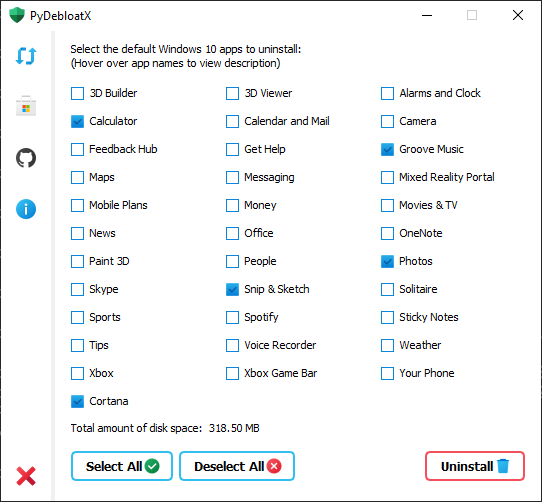 PyDebloatX
Select the default Windows 10 apps to uninstall:
(Hover over app names to view description)
3D Builder 3D Viewer Alarms and Clock
Calculator Calendar and Mail Camera
Feedback Hub Get Help Groove Music
Maps Messaging Mixed Reality Portal
Mobile Plans Money Movies & TV
News Office OneNote
Paint 3D People Photos
Skype Snip & Sketch Solitaire
Sports Spotify Sticky Notes
Tips Voice Recorder Weather
Xbox Xbox Game Bar Your Phone
Cortana
Total amount of disk space: 318.50 MB
Select All Deselect All Uninstall